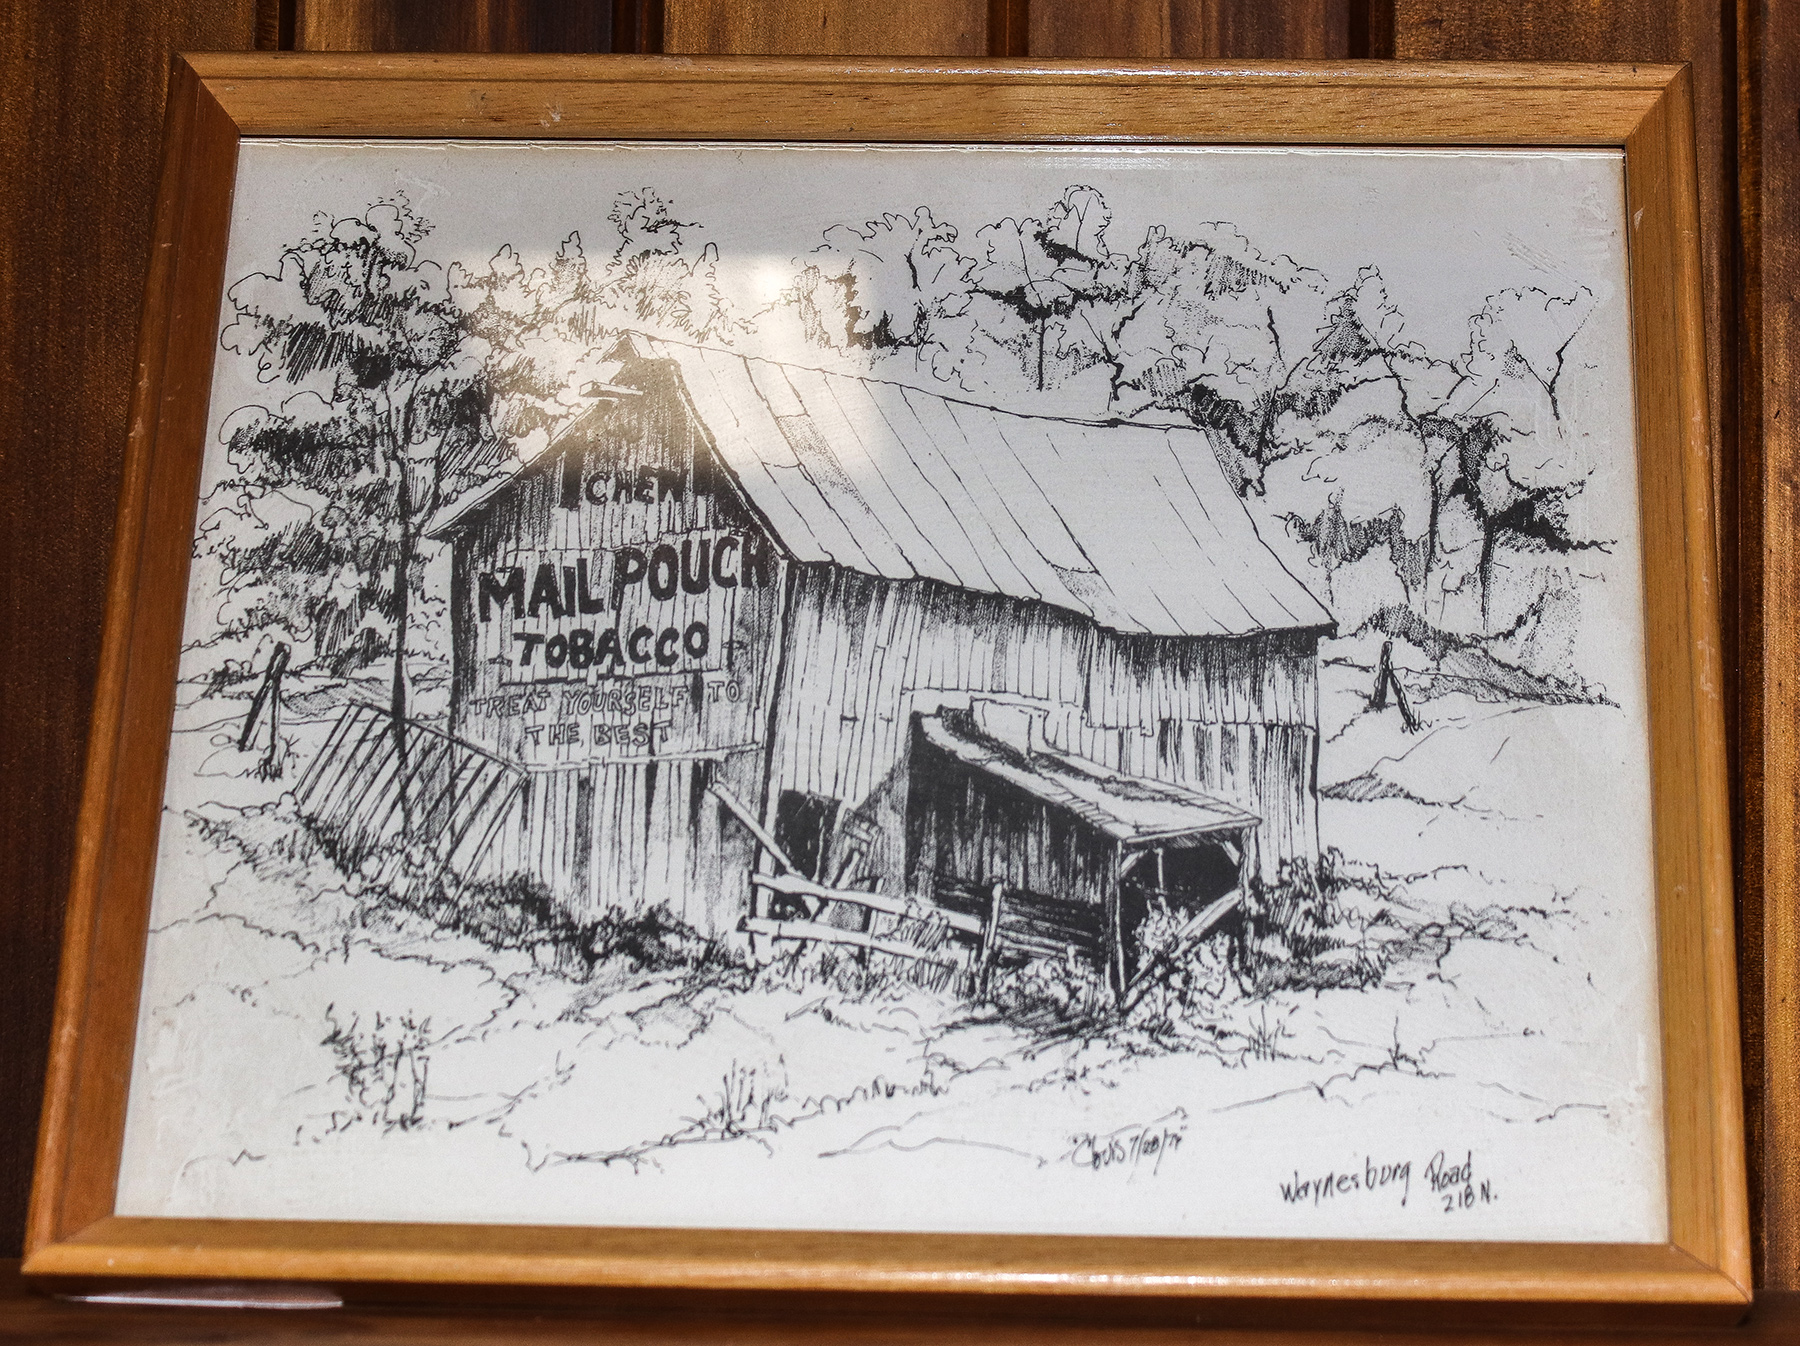 CHEW
MAIL POUCH
TOBACCO
TREAT YOURSELF TO
THE BEST
Waynesburg Road
218 N.